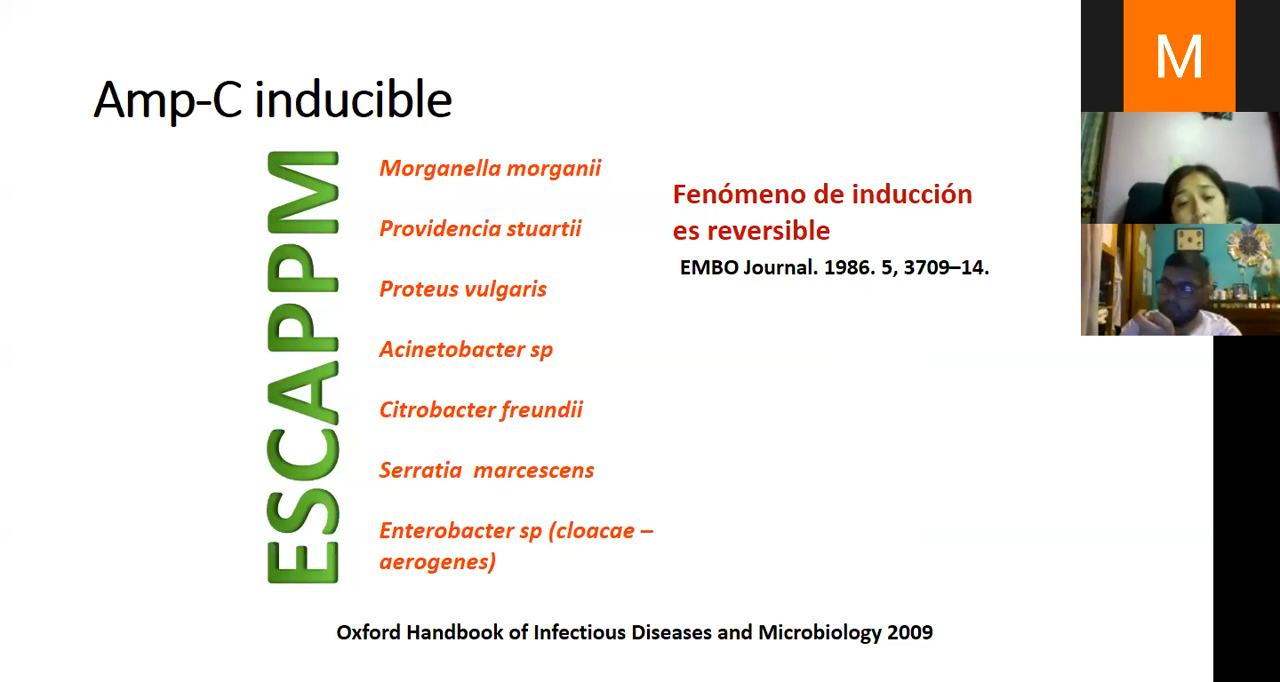 Amp-C inducible
ESCAPPM
Morganella morganii
Providencia stuartii
Proteus vulgaris
Acinetobacter sp
Citrobacter freundii
Serratia marcescens
Enterobacter sp (cloacae –
aerogenes)
Fenómeno de inducción
es reversible
EMBO Journal. 1986. 5, 3709–14.
Oxford Handbook of Infectious Diseases and Microbiology 2009
M